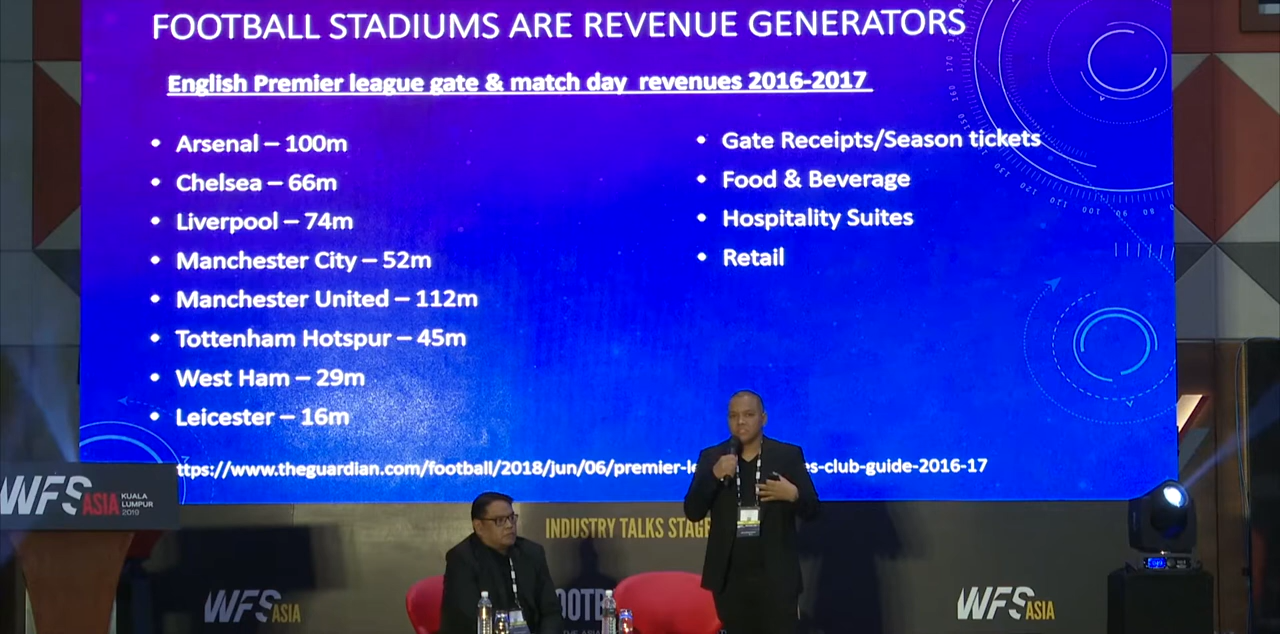 FOOTBALL STADIUMS ARE REVENUE GENERATORS
English Premier league gate & match day revenues 2016-2017
• Arsenal – 100m
• Chelsea – 66m
• Liverpool – 74m
• Manchester City – 52m
• Manchester United – 112m
• Tottenham Hotspur – 45m
• West Ham – 29m
• Leicester – 16m
• Gate Receipts/Season tickets
• Food & Beverage
• Hospitality Suites
• Retail
ttps://www.theguardian.com/football/2018/jun/06/premier-le es-club-guide-2016-17
WFS ASIA KUALA
LUMPUR
2019
INDUSTRY TALKS STAGE
WFS ASIA
WFS ASIA